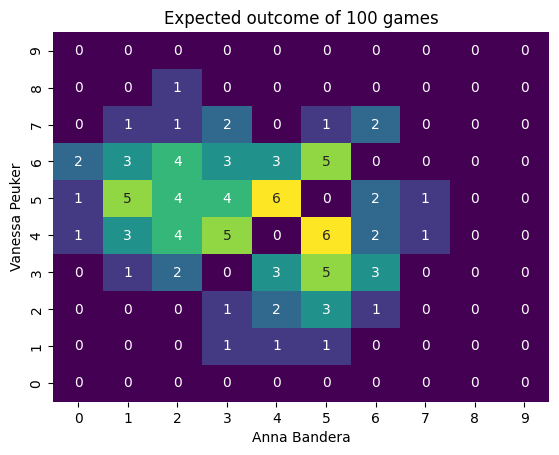 Expected outcome of 100 games
Vanessa Peuker
9 0 0 0 0 0 0 0 0 0 0
8 0 0 1 0 0 0 0 0 0 0
7 0 1 1 2 0 1 2 0 0 0
6 2 3 4 3 3 5 0 0 0 0
5 1 5 4 4 6 0 2 1 0 0
4 1 3 4 5 0 6 2 1 0 0
3 0 1 2 0 3 5 3 0 0 0
2 0 0 0 1 2 3 1 0 0 0
1 0 0 0 1 1 1 0 0 0 0
0 0 0 0 0 0 0 0 0 0 0
0 1 2 3 4 5 6 7 8 9
Anna Bandera